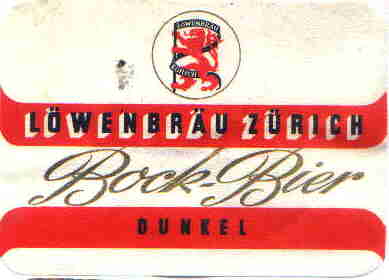 LÖWENBRÄU
ZÜRICH
LÖWENBRÄU ZÜRICH
Bock-Bier
DUNKEL